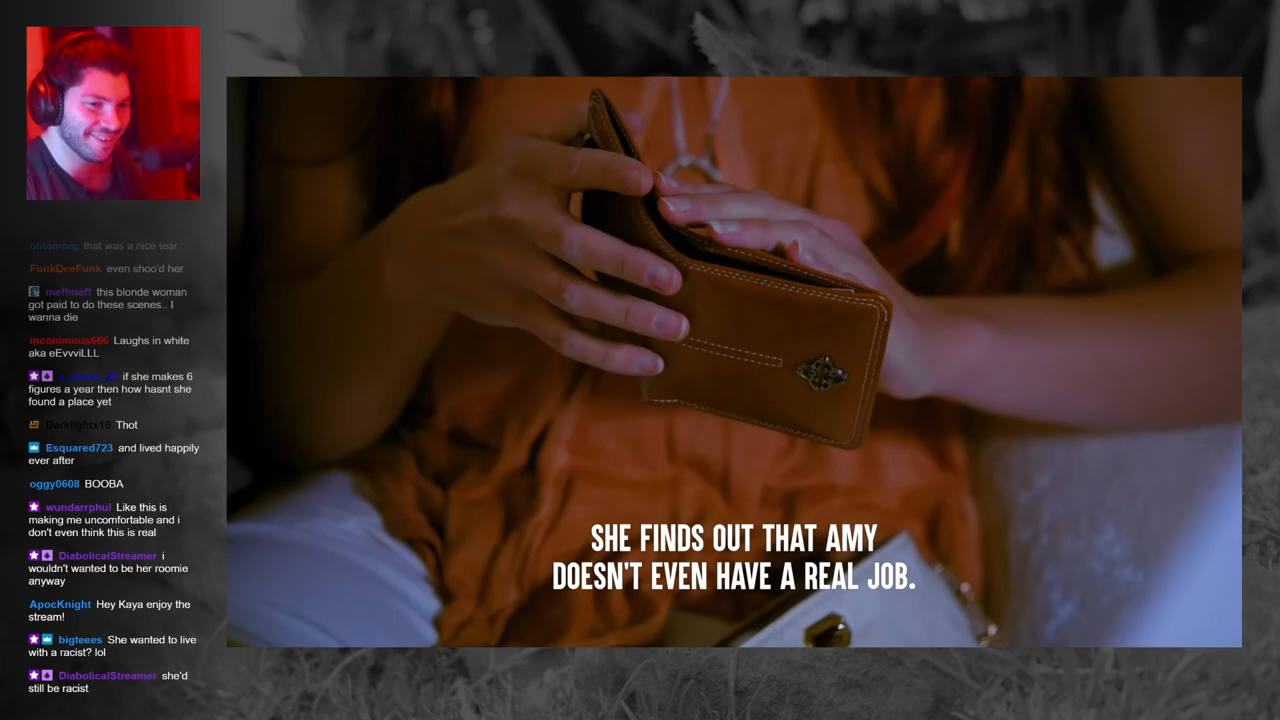 olitomhig that was a nice tear
FunkDeeFunk even shoo'd her
meffmeff this blonde woman
got paid to do these scenes.. I
wanna die
inconimous666 Laughs in white
aka eEvvviLLL
if she makes 6
figures a year then how hasnt she
found a place yet
Darklightx10 Thot
Esquared723 and lived happily
ever after
oggy0608 BOOBA
wundarrphul Like this is
making me uncomfortable and i
don't even think this is real
DiabolicalStreamer i
wouldn't wanted to be her roomie
anyway
ApocKnight Hey Kaya enjoy the
stream!
bigteees She wanted to live
with a racist? lol
DiabolicalStreamer she'd
still be racist
SHE FINDS OUT THAT AMY
DOESN'T EVEN HAVE A REAL JOB.